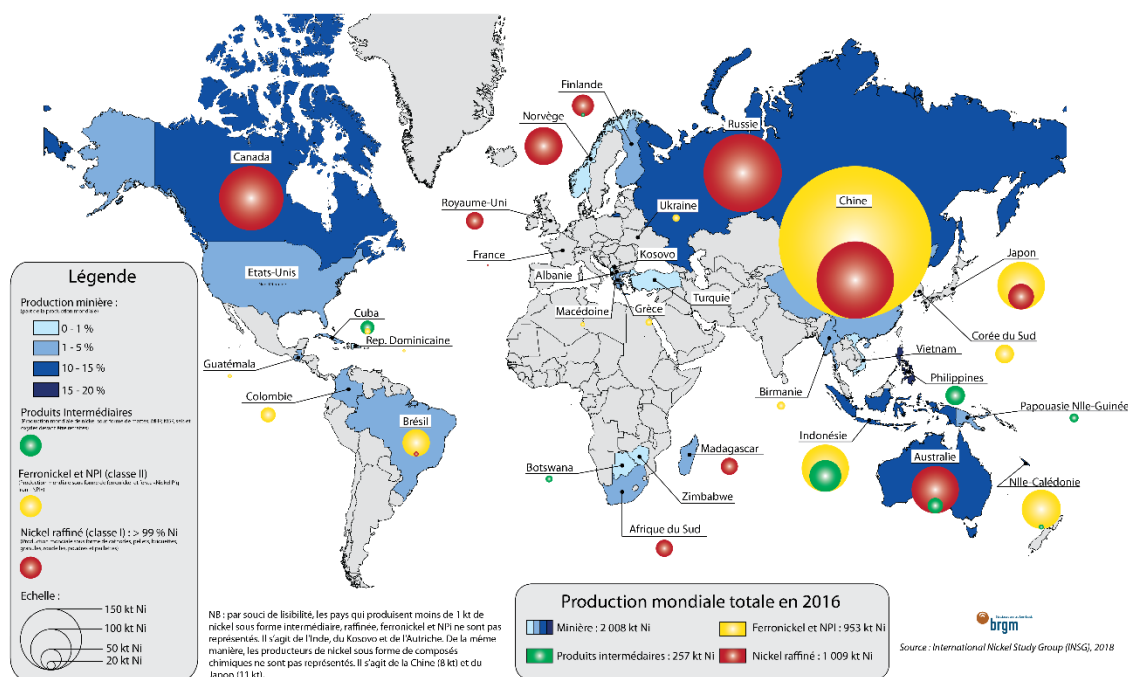 Finlande
Norvège
Russie
Canada
Chine
Royaume-Uni
Ukraine
France
Kosovo
Japon
Etats-Unis
Albanie
Turquie
Macédoine
Grèce
Corée du Sud
Cuba
Rep. Dominicaine
Vietnam
Guatémala
Philippines
Birmanie
Colombie
Papouasie Nlle-Guinée
Brésil
Indonésie
Madagascar
Australie
Botswana
Nlle-Calédonie
Zimbabwe
Afrique du Sud
Légende
Production minière :
(part de la production mondiale)
0 - 1 %
1 - 5 %
10 - 15 %
15 - 20 %
Produits Intermédiaires
Ferronickel et NPI (classe II)
Nickel raffiné (classe I) : > 99 % Ni
Echelle :
150 kt Ni
100 kt Ni
50 kt Ni
20 kt Ni
NB : par souci de lisibilité, les pays qui produisent moins de 1 kt de
nickel sous forme intermédiaire, raffinée, ferronickel et NPi ne sont pas
représentés. Il s'agit de l'Inde, du Kosovo et de l'Autriche. De la même
manière, les producteurs de nickel sous forme de composés
chimiques ne sont pas représentés. Il s'agit de la Chine (8 kt) et du
Japon (11 kt).
Production mondiale totale en 2016
Minière : 2 008 kt Ni
Ferronickel et NPI : 953 kt Ni
Produits intermédaires : 257 kt Ni
Nickel raffiné : 1 009 kt Ni
brgm
Source : International Nickel Study Group (INSG), 2018